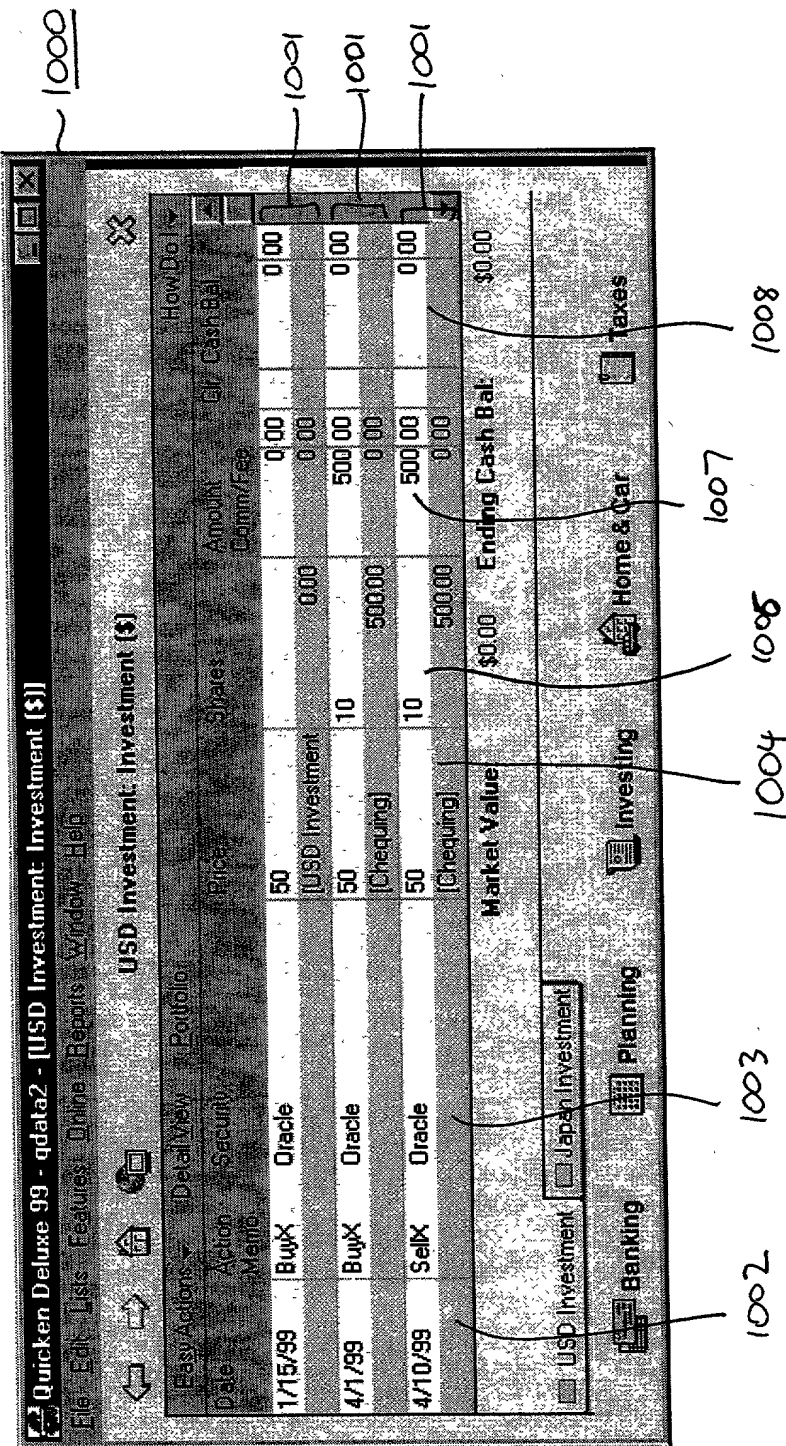 1000
Quicken Deluxe 99 - qdata2 - [USD Investment: Investment ($)]
File Edit Lists Features Online Reports Window Help
USD Investment: Investment ($)
Easy Actions Detail View Portfolio How Do I
Date Action Security Price Shares Amount Clr Cash Bal
Memo Comm/Fee
1/15/99 BuyX Oracle 50 0 00 0 00
[USD Investment 0.00 0 00
4/1/99 BuyX Oracle 50 10 500 00 0 00
[Chequing] 500.00 0 00
4/10/99 SellX Oracle 50 10 500 00 0 00
[Chequing] 500.00 0 00
1001
1001
1001
Market Value: $0.00 Ending Cash Bal: $0.00
USD Investment Japan Investment
Banking Planning Investing Home & Car Taxes
1002 1003 1004 1007 1008